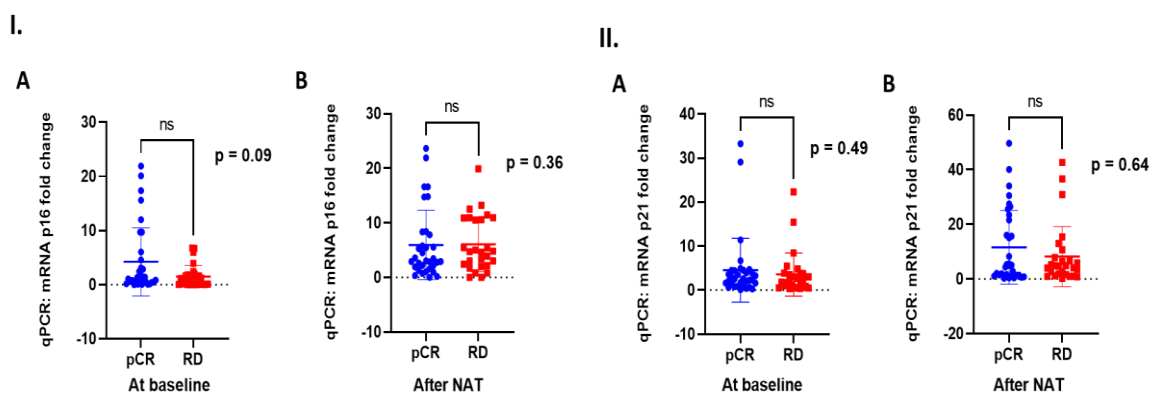 I.
A
qPCR: mRNA p16 fold change
30
20
10
0
-10
ns
p = 0.09
pCR RD
At baseline
B
qPCR: mRNA p16 fold change
30
20
10
0
-10
ns
p = 0.36
pCR RD
After NAT
II.
A
qPCR: mRNA p21 fold change
40
30
20
10
0
-10
ns
p = 0.49
pCR RD
At baseline
B
qPCR: mRNA p21 fold change
60
40
20
0
-20
ns
p = 0.64
pCR RD
After NAT